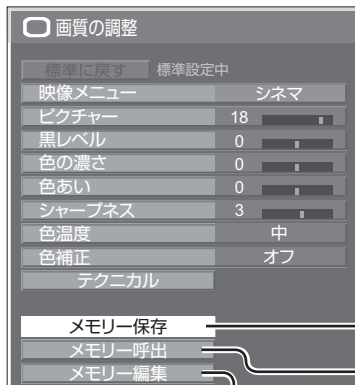 画質の調整
標準に戻す 標準設定中
映像メニュー シネマ
ピクチャー 18
黒レベル 0
色の濃さ 0
色あい 0
シャープネス 3
色温度 中
色補正 オフ
テクニカル
メモリー保存
メモリー呼出
メモリー編集